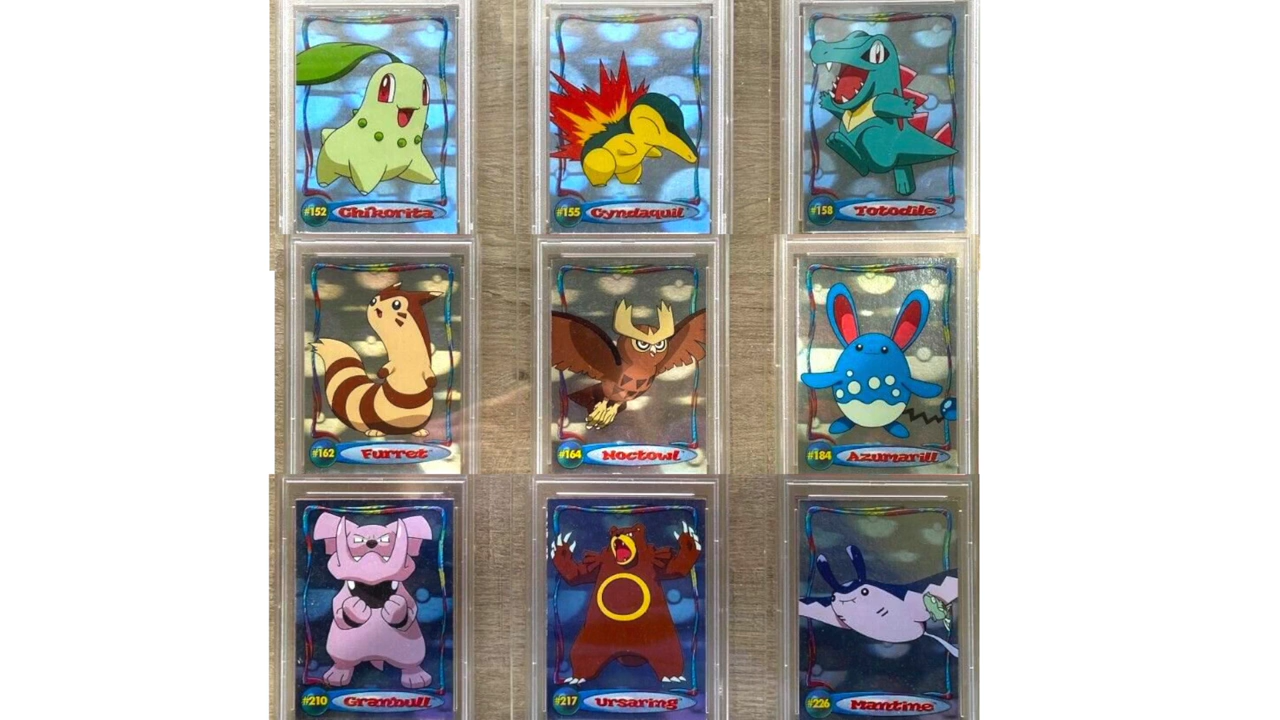 #152 Chikorita
#155 Cyndaquil
#158 Totodile
#162 Furret
#164 Noctowl
#184 Azumarill
#210 Granbull
#217 Ursaring
#226 Mantine